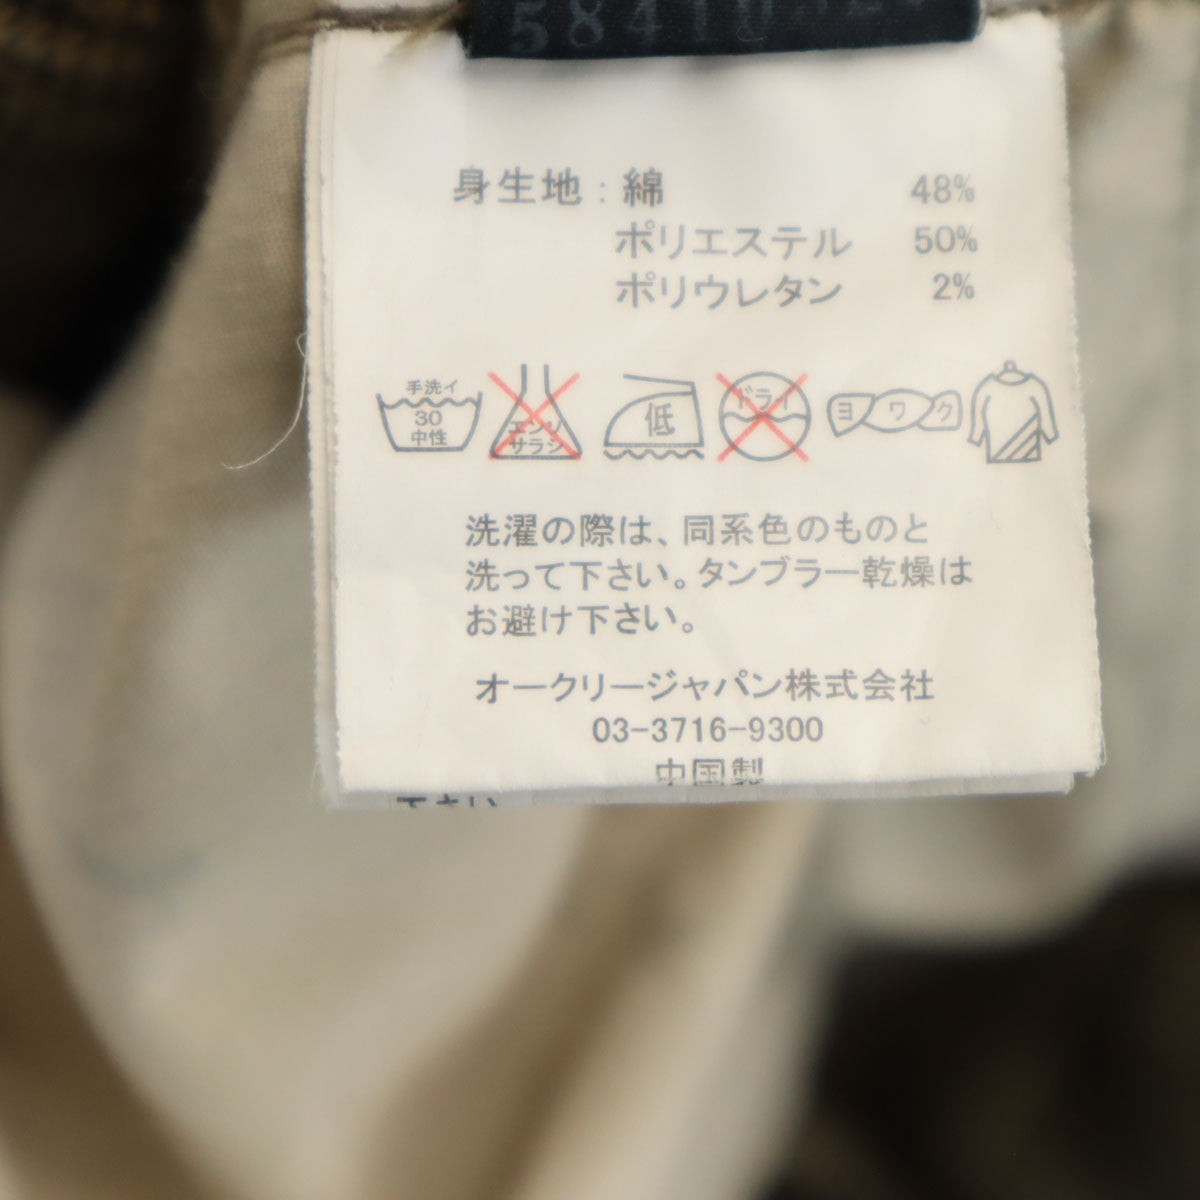 身生地：綿 48%
ポリエステル 50%
ポリウレタン 2%
手洗イ
30
中性
エンソ
サラシ
低
ドライ
ヨワク
洗濯の際は、同系色のものと
洗って下さい。タンブラー乾燥は
お避け下さい。
オークリージャパン株式会社
03-3716-9300
中国製
下さい